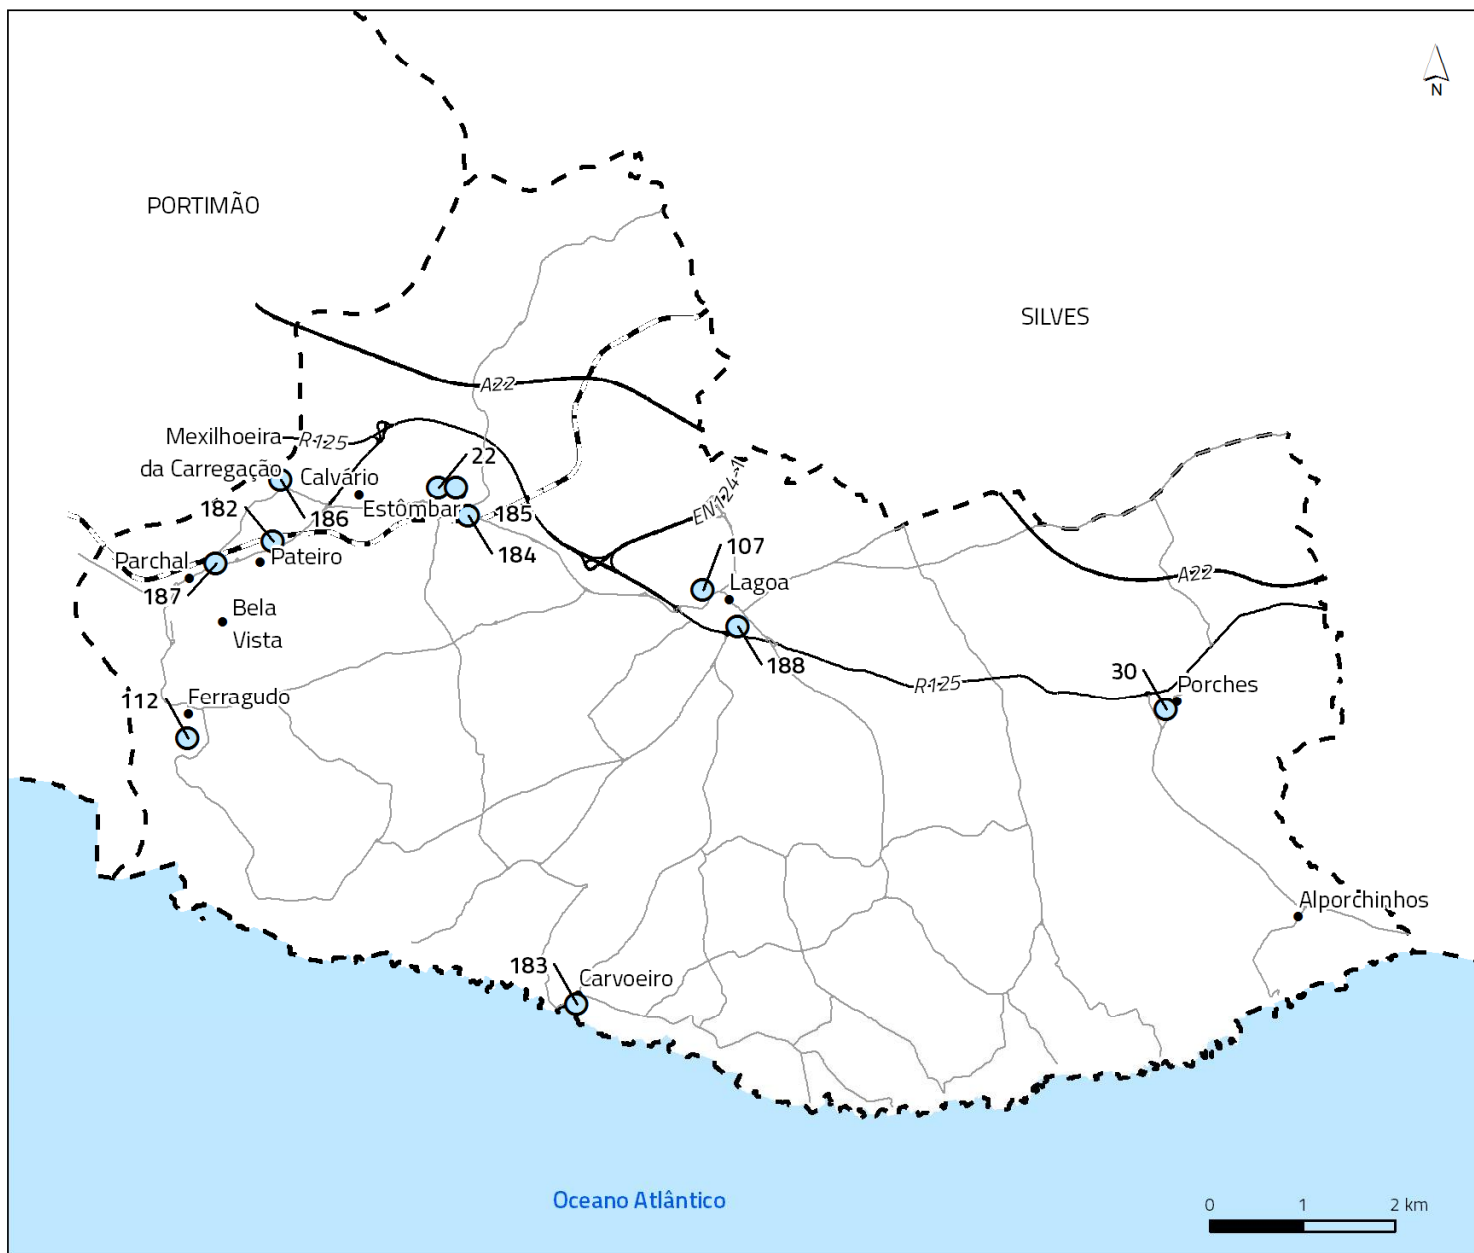 N
PORTIMÃO
SILVES
A22
Mexilhoeira
da Carregação
R-125
Calvário
22
EN124-1
182
186
Estômbar
185
184
107
Parchal
Pateiro
187
Lagoa
A22
Bela
Vista
188
R125
30
Porches
112
Ferragudo
Alporchinhos
183
Carvoeiro
Oceano Atlântico
0 1 2 km